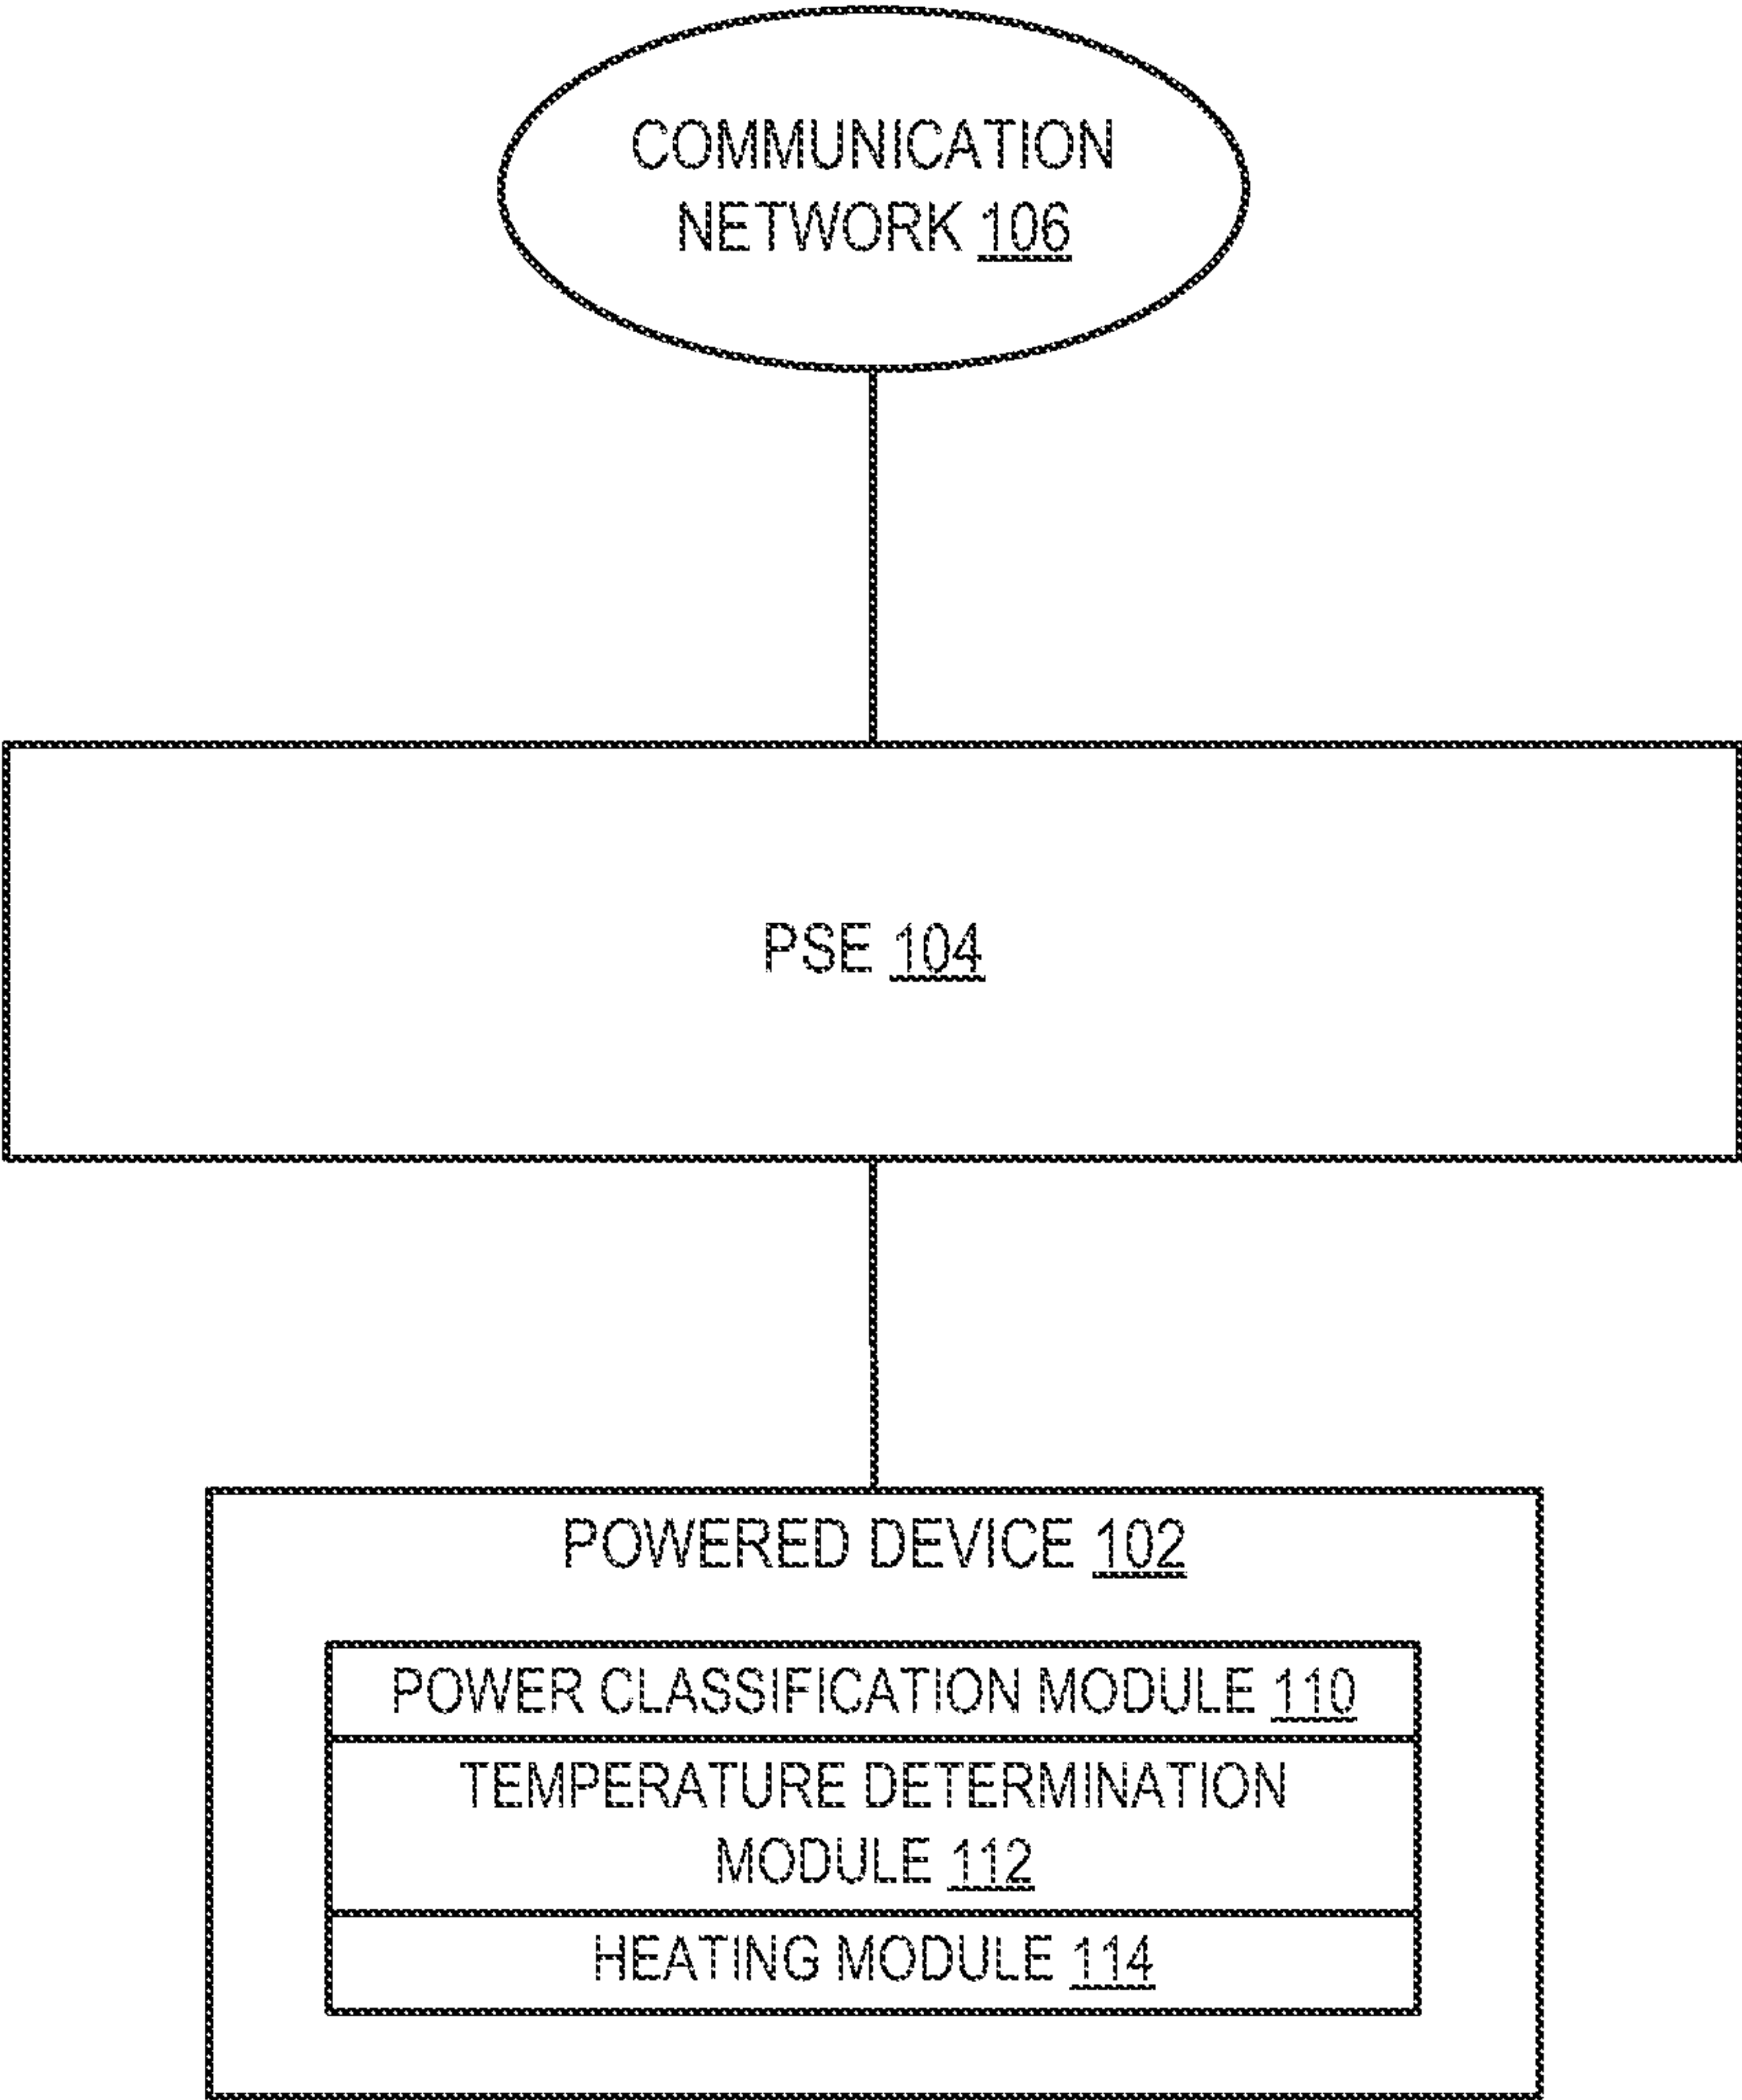 COMMUNICATION
NETWORK 106
PSE 104
POWERED DEVICE 102
POWER CLASSIFICATION MODULE 110
TEMPERATURE DETERMINATION
MODULE 112
HEATING MODULE 114